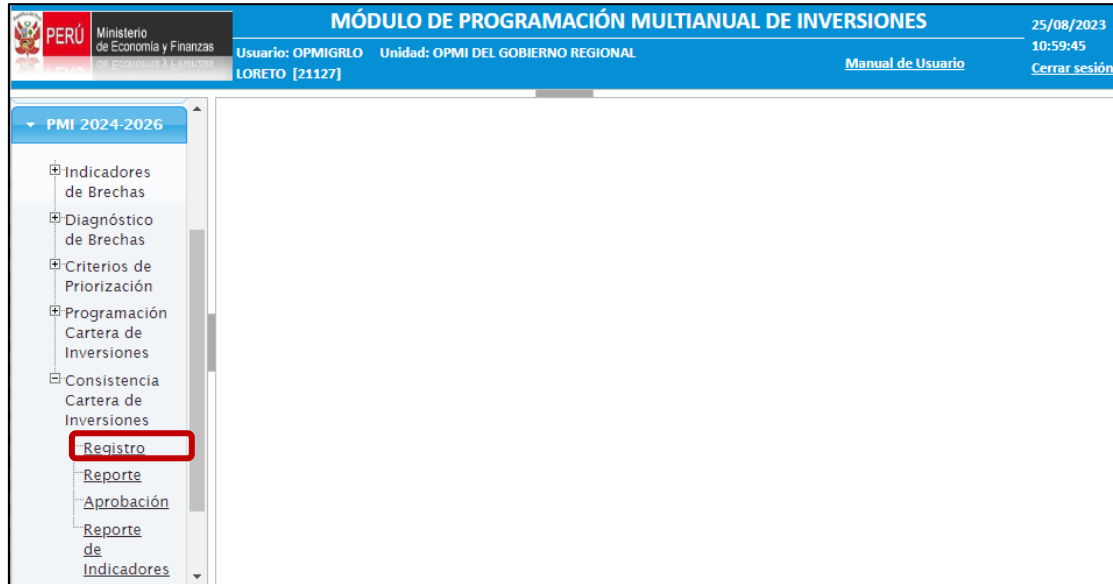 PERÚ
Ministerio
de Economía y Finanzas
MÓDULO DE PROGRAMACIÓN MULTIANUAL DE INVERSIONES
Usuario: OPMIGRLO Unidad: OPMI DEL GOBIERNO REGIONAL
LORETO [21127]
Manual de Usuario
25/08/2023
10:59:45
Cerrar sesión
PMI 2024-2026
Indicadores
de Brechas
Diagnóstico
de Brechas
Criterios de
Priorización
Programación
Cartera de
Inversiones
Consistencia
Cartera de
Inversiones
Registro
Reporte
Aprobación
Reporte
de
Indicadores